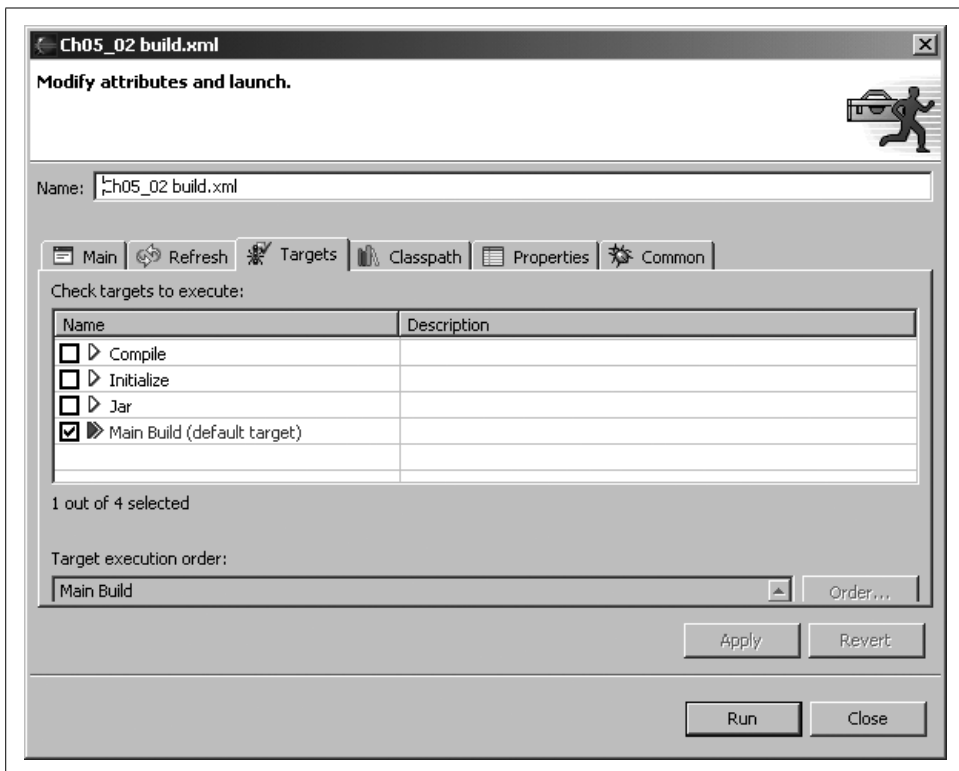 Ch05_02 build.xml
Modify attributes and launch.
Name: Ch05_02 build.xml
Main Refresh Targets Classpath Properties Common
Check targets to execute:
Name Description
Compile
Initialize
Jar
Main Build (default target)
1 out of 4 selected
Target execution order:
Main Build Order...
Apply Revert
Run Close